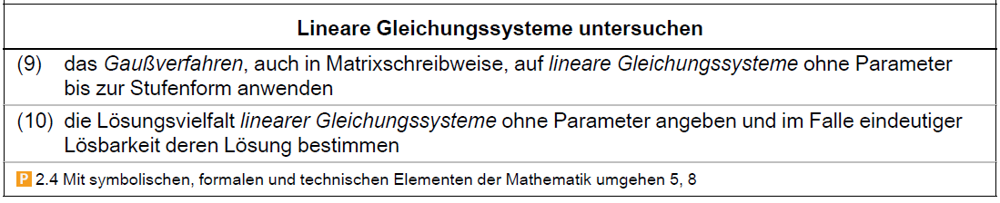 Lineare Gleichungssysteme untersuchen
(9) das Gaußverfahren, auch in Matrixschreibweise, auf lineare Gleichungssysteme ohne Parameter
bis zur Stufenform anwenden
(10) die Lösungsvielfalt linearer Gleichungssysteme ohne Parameter angeben und im Falle eindeutiger
Lösbarkeit deren Lösung bestimmen
P 2.4 Mit symbolischen, formalen und technischen Elementen der Mathematik umgehen 5, 8